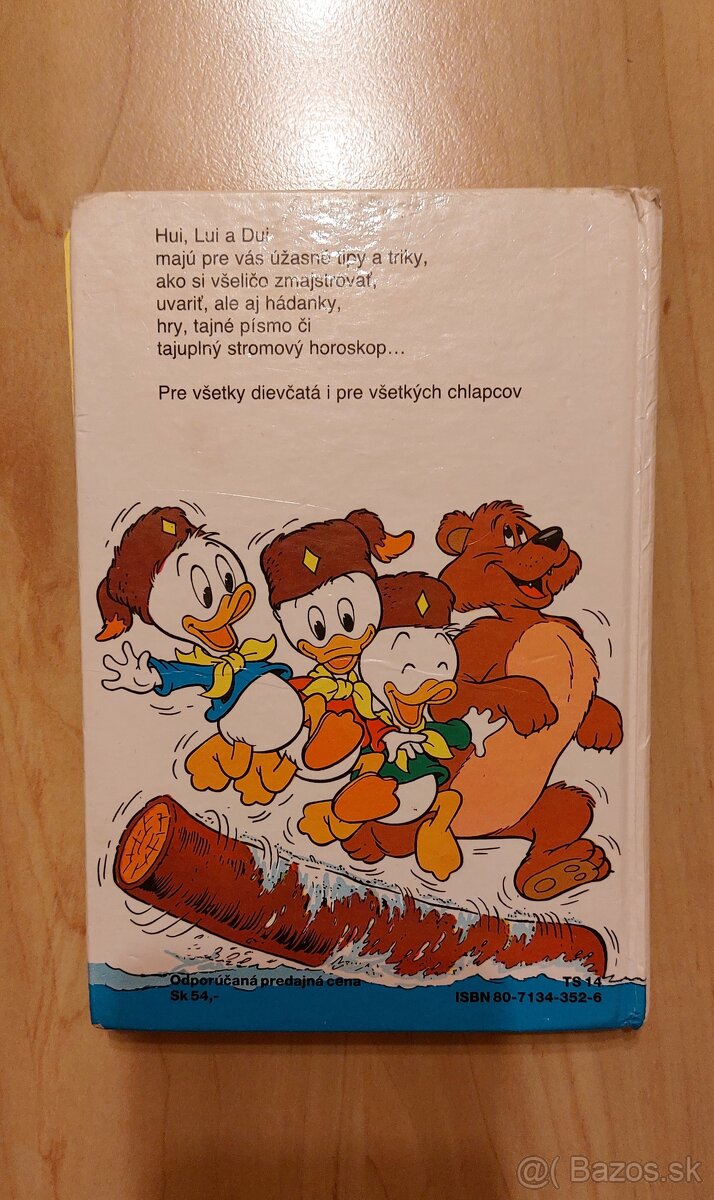 Hui, Lui a Dui
majú pre vás úžasné tipy a triky,
ako si všeličo zmajstrovať,
uvariť, ale aj hádanky,
hry, tajné písmo či
tajuplný stromový horoskop...
Pre všetky dievčatá i pre všetkých chlapcov
Odporúčaná predajná cena
Sk 54,-
TS 14
ISBN 80-7134-352-6
@( Bazos.sk